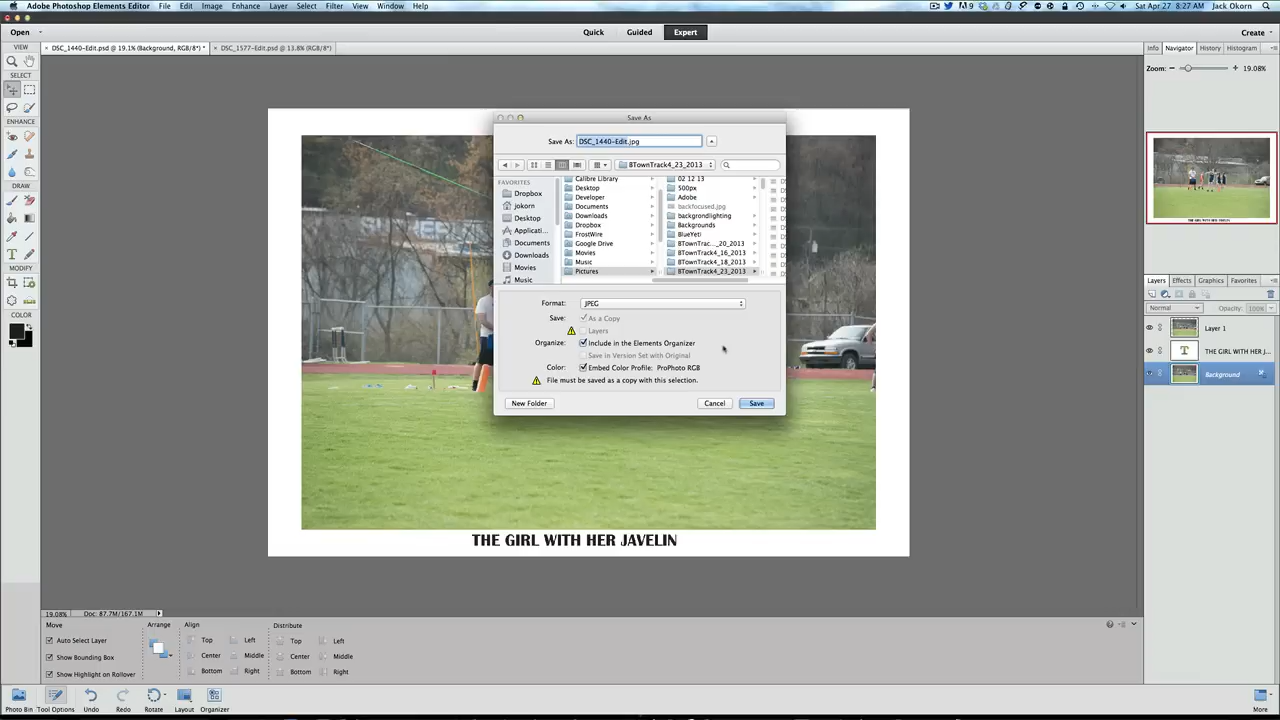 Adobe Photoshop Elements Editor File Edit Image Enhance Layer Select Filter View Window Help
9 Sat Apr 27 8:27 AM Jack Okorn
Open Quick Guided Expert Create
VIEW
× DSC_1440-Edit.psd @ 19.1% (Background, RGB/8*) *
× DSC_1577-Edit.psd @ 13.8% (RGB/8*) *
Info Navigator History Histogram
Zoom: 19.08%
SELECT
ENHANCE
DRAW
MODIFY
COLOR
Save As
Save As: DSC_1440-Edit.jpg
BTownTrack4_23_2013
FAVORITES
Dropbox
jokorn
Desktop
Applicati...
Documents
Downloads
Movies
Music
Calibre Library
Desktop
Developer
Documents
Downloads
Dropbox
FrostWire
Google Drive
Movies
Music
Pictures
02 12 13
500px
Adobe
backfocused.jpg
backgrondlighting
Backgrounds
BlueYeti
BTownTrac..._20_2013
BTownTrack4_16_2013
BTownTrack4_18_2013
BTownTrack4_23_2013
Format: JPEG
Save: As a Copy
Layers
Organize: Include in the Elements Organizer
Save in Version Set with Original
Color: Embed Color Profile: ProPhoto RGB
File must be saved as a copy with this selection.
New Folder Cancel Save
THE GIRL WITH HER JAVELIN
Layers Effects Graphics Favorites
Normal Opacity: 100%
Layer 1
T THE GIRL WITH HER J...
Background
19.08% Doc: 87.7M/167.1M
Move
Auto Select Layer
Show Bounding Box
Show Highlight on Rollover
Arrange
Align
Top Left
Center Middle
Bottom Right
Distribute
Top Left
Center Middle
Bottom Right
Photo Bin Tool Options Undo Redo Rotate Layout Organizer More